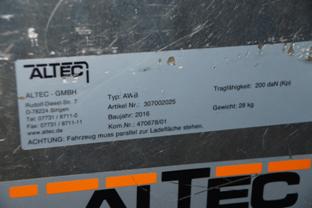 ALTEC
ALTEC - GMBH
Rudolf-Diesel-Str. 7
D-78224 Singen
Tel: 07731 / 8711-0
Fax: 07731 / 8711-11
www.altec.de
Typ: AW-B
Artikel Nr.: 307002025
Baujahr: 2016
Kom.Nr.: 470678/01
Tragfähigkeit: 200 daN (Kp)
Gewicht: 28 kg
ACHTUNG: Fahrzeug muss parallel zur Ladefläche stehen.
ALTEC